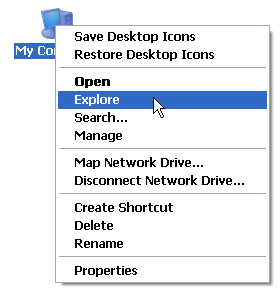 My Co
Save Desktop Icons
Restore Desktop Icons
Open
Explore
Search...
Manage
Map Network Drive...
Disconnect Network Drive...
Create Shortcut
Delete
Rename
Properties